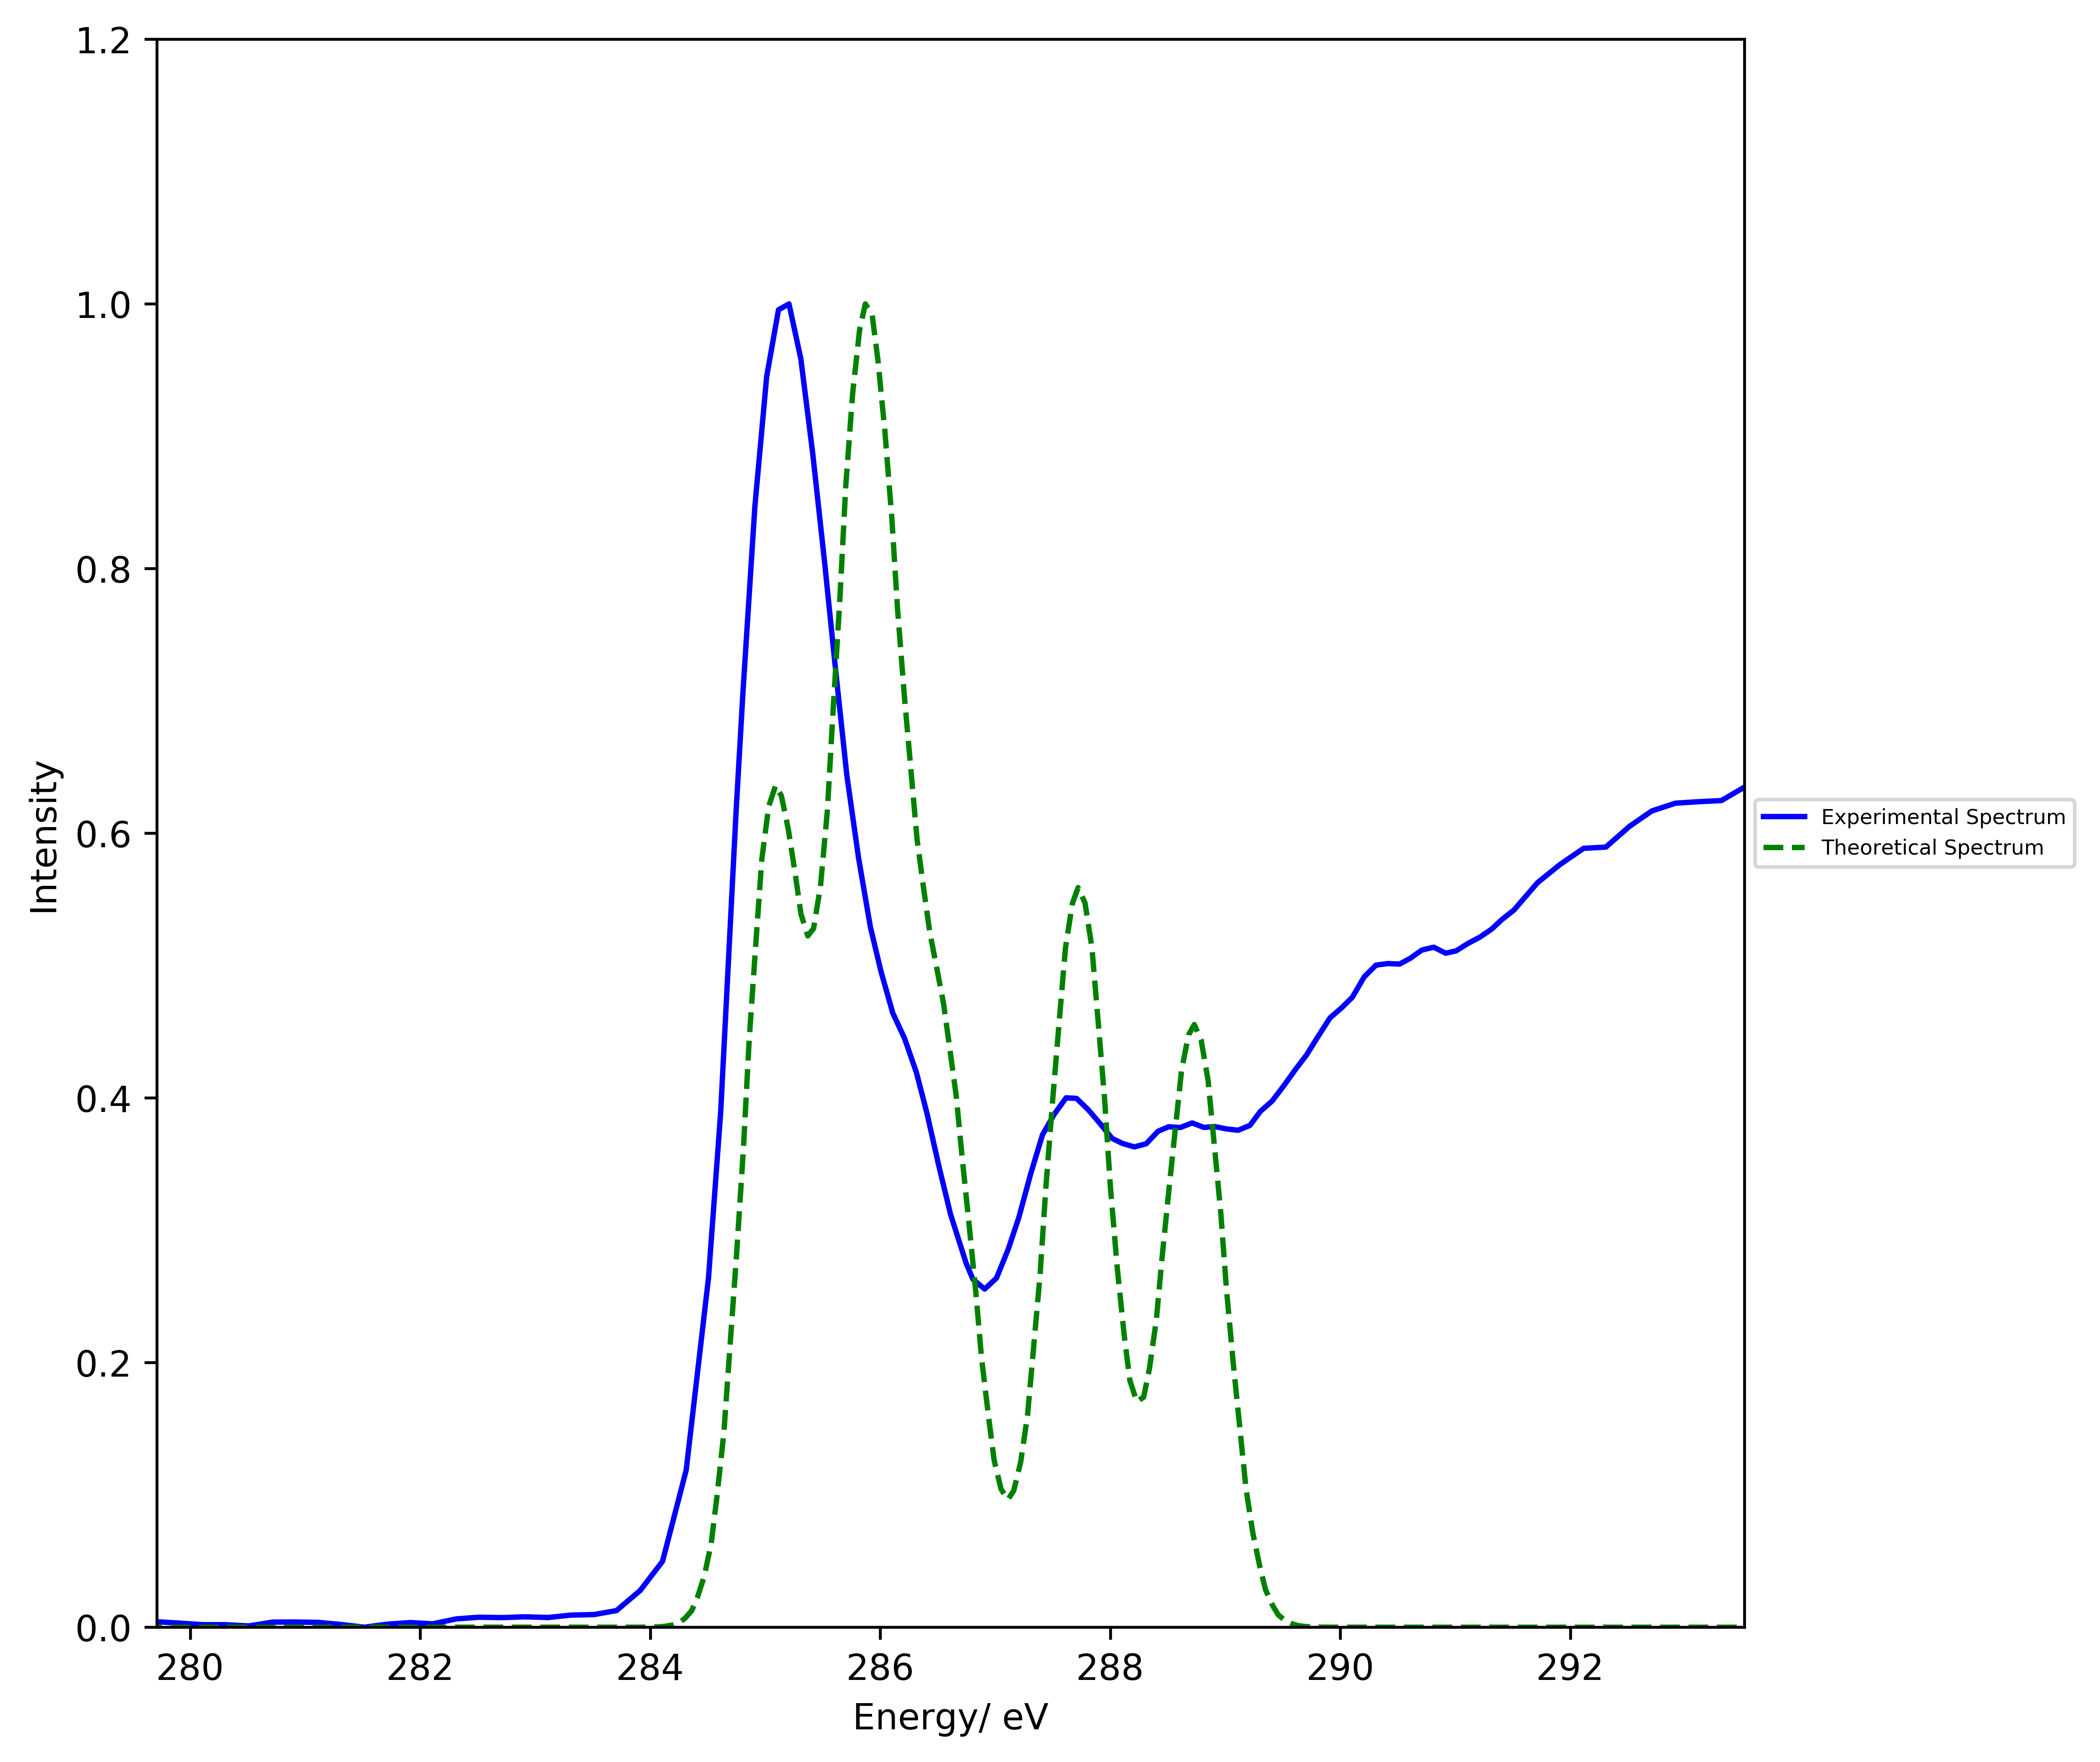 1.2
1.0
0.8
0.6
0.4
0.2
0.0
Intensity
280 282 284 286 288 290 292
Energy/ eV
Experimental Spectrum
Theoretical Spectrum